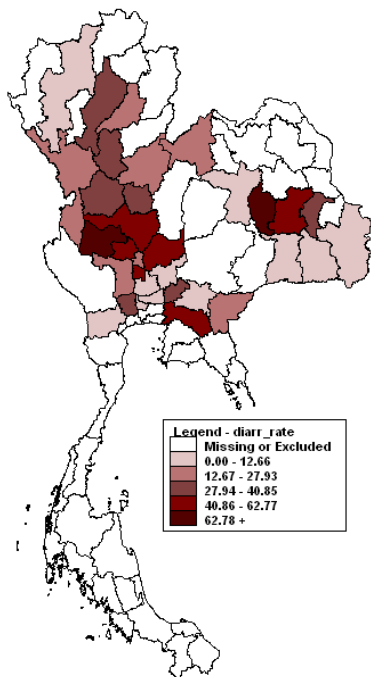 Legend - diarr_rate
Missing or Excluded
0.00 - 12.66
12.67 - 27.93
27.94 - 40.85
40.86 - 62.77
62.78 +